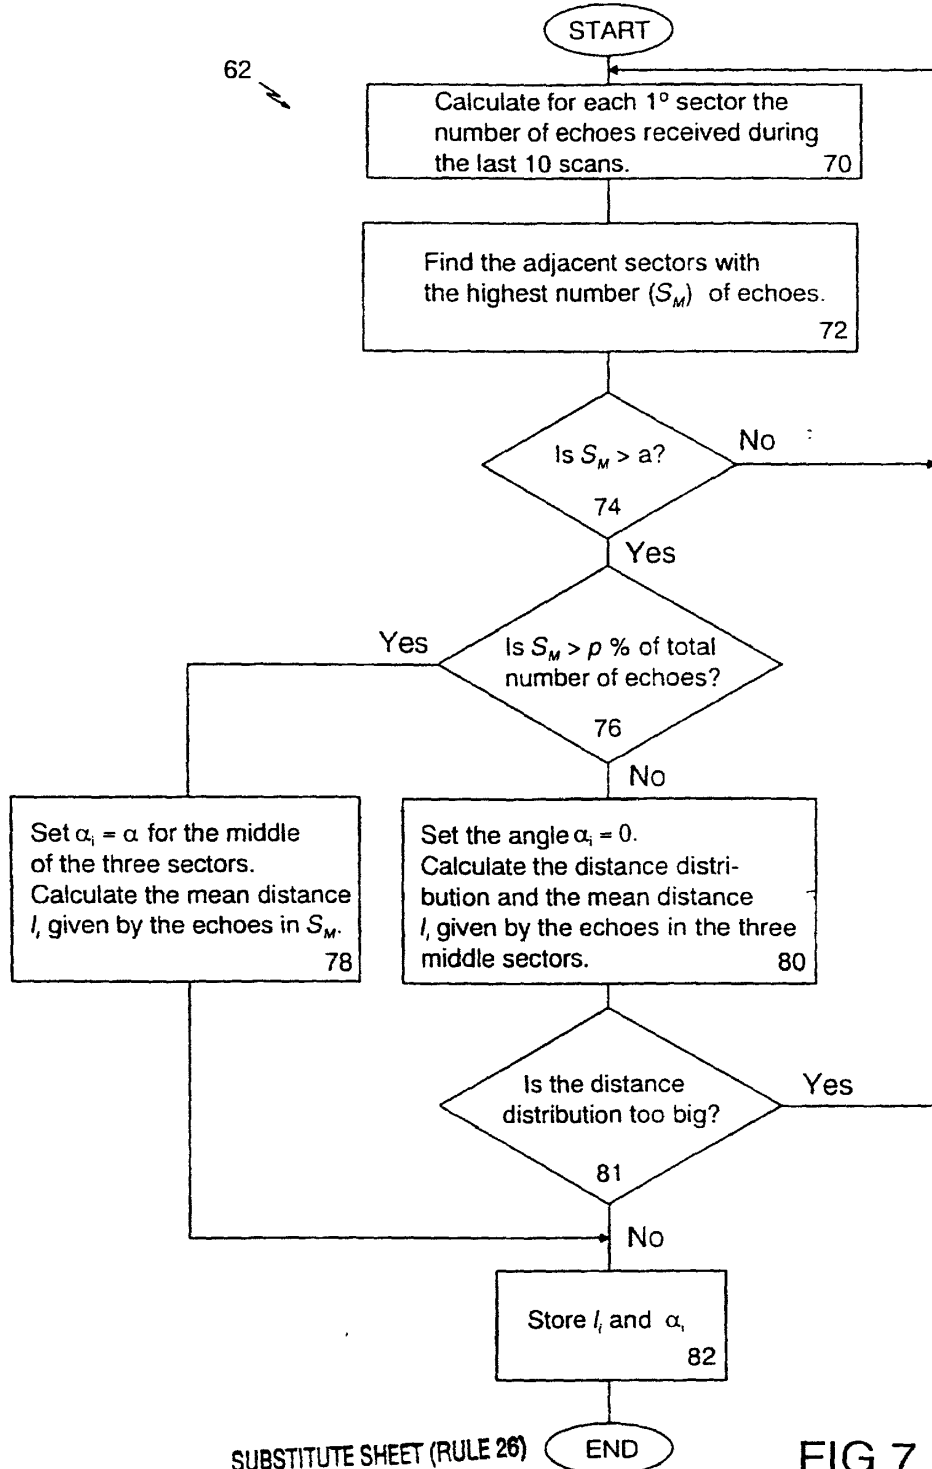 START
62
Calculate for each 1° sector the
number of echoes received during
the last 10 scans.
70
Find the adjacent sectors with
the highest number (S_M) of echoes.
72
Is S_M > a?
74
No
Yes
Is S_M > p % of total
number of echoes?
76
Yes
No
Set α_i = α for the middle
of the three sectors.
Calculate the mean distance
l_i given by the echoes in S_M.
78
Set the angle α_i = 0.
Calculate the distance distri-
bution and the mean distance
l_i given by the echoes in the three
middle sectors.
80
Is the distance
distribution too big?
81
Yes
No
Store l_i and α_i
82
END
SUBSTITUTE SHEET (RULE 26)
FIG 7